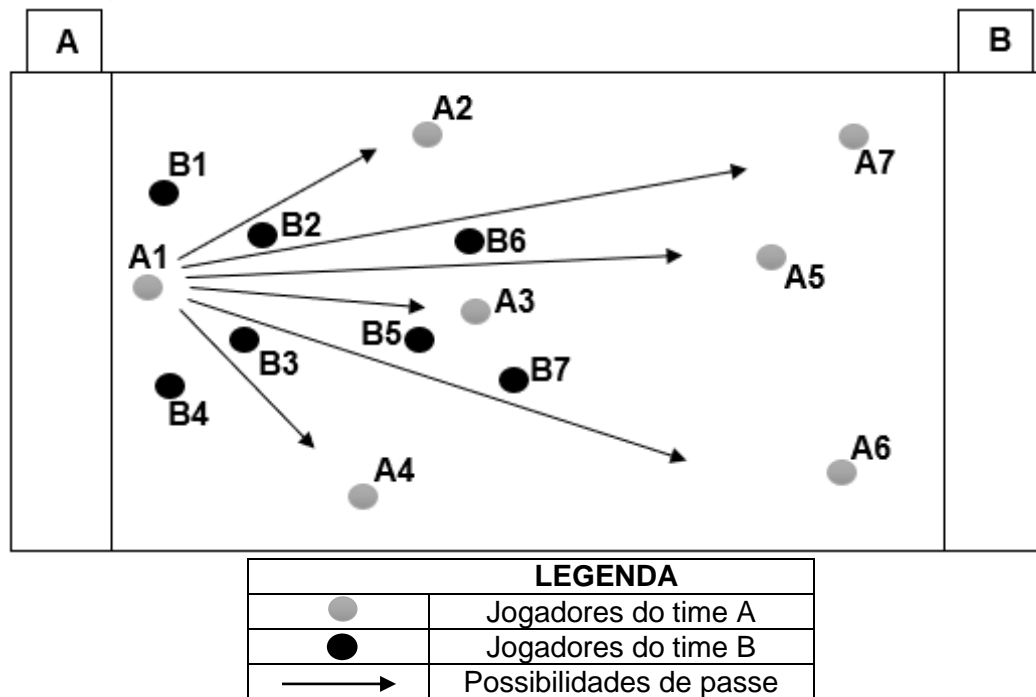 A
B
A2
A7
B1
B2
B6
A1
A5
A3
B5
B3
B7
B4
A6
A4
LEGENDA
Jogadores do time A
Jogadores do time B
Possibilidades de passe